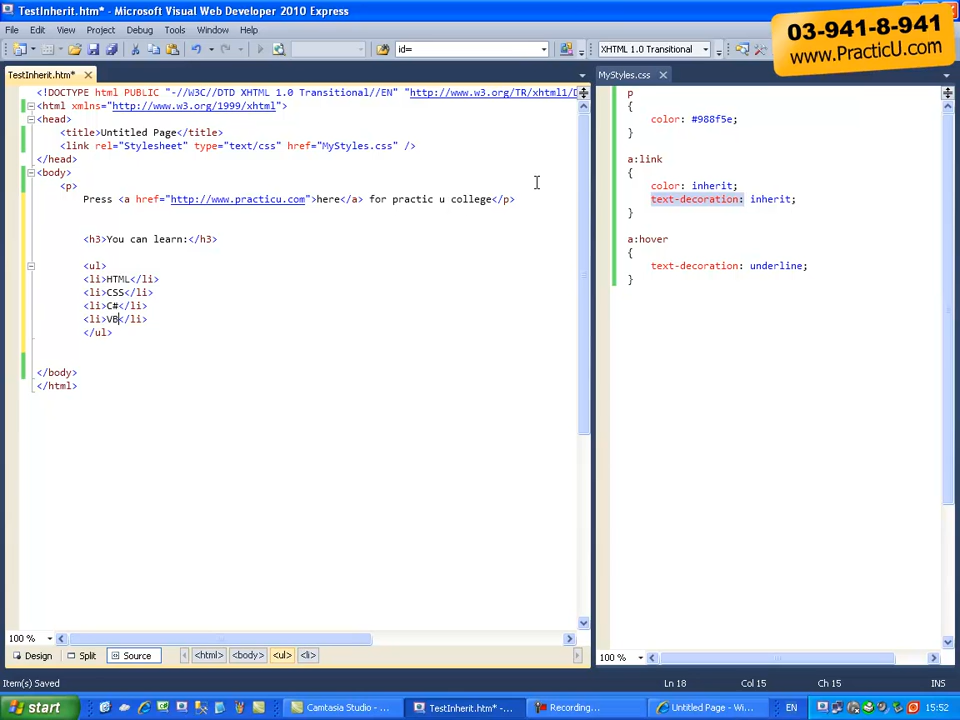 TestInherit.htm* - Microsoft Visual Web Developer 2010 Express
03-941-8-941
www.PracticU.com
File Edit View Project Debug Tools Window Help
id=
XHTML 1.0 Transitional
TestInherit.htm*
<!DOCTYPE html PUBLIC "-//W3C//DTD XHTML 1.0 Transitional//EN" "http://www.w3.org/TR/xhtml1/D
<html xmlns="http://www.w3.org/1999/xhtml">
<head>
<title>Untitled Page</title>
<link rel="Stylesheet" type="text/css" href="MyStyles.css" />
</head>
<body>
<p>
Press <a href="http://www.practicu.com">here</a> for practic u college</p>
<h3>You can learn:</h3>
<ul>
<li>HTML</li>
<li>CSS</li>
<li>C#</li>
<li>VB</li>
</ul>
</body>
</html>
100 %
Design Split Source <html> <body> <ul> <li>
MyStyles.css
p
{
color: #988f5e;
}
a:link
{
color: inherit;
text-decoration: inherit;
}
a:hover
{
text-decoration: underline;
}
100 %
Item(s) Saved Ln 18 Col 15 Ch 15 INS
start Camtasia Studio - ... TestInherit.htm* -... Recording... Untitled Page - Wi... EN 15:52